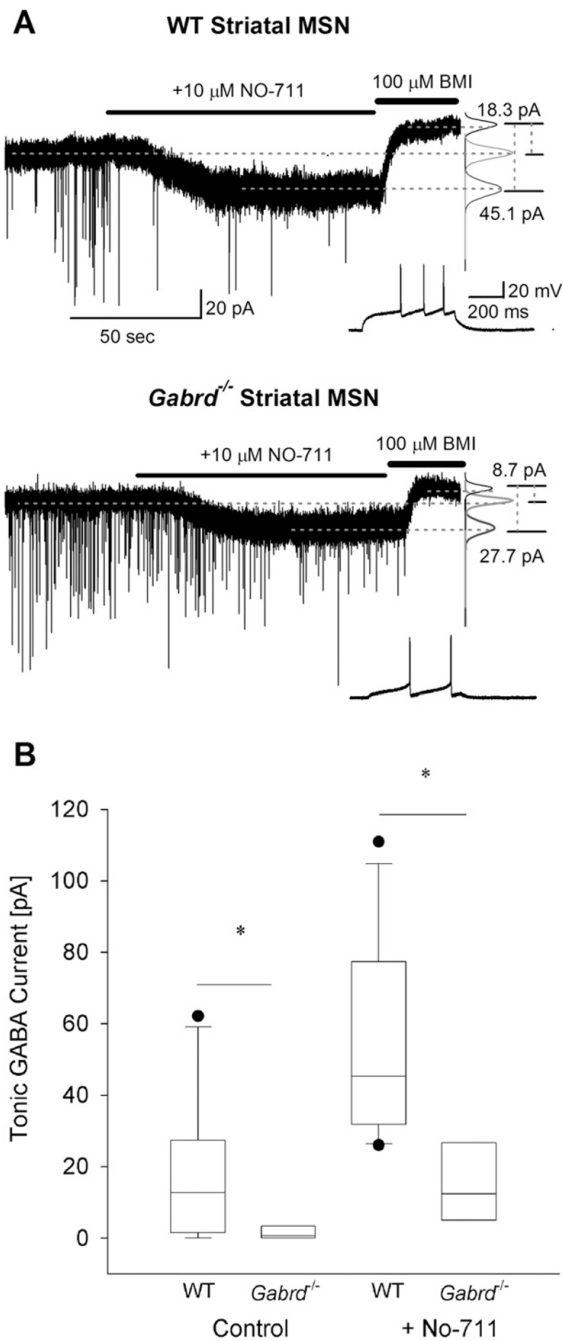 A
WT Striatal MSN
+10 μM NO-711
100 μM BMI
18.3 pA
45.1 pA
20 pA
50 sec
20 mV
200 ms
Gabrd-/- Striatal MSN
+10 μM NO-711
100 μM BMI
8.7 pA
27.7 pA
B
*
*
Tonic GABA Current [pA]
120
100
80
60
40
20
0
WT Gabrd-/- WT Gabrd-/-
Control + No-711